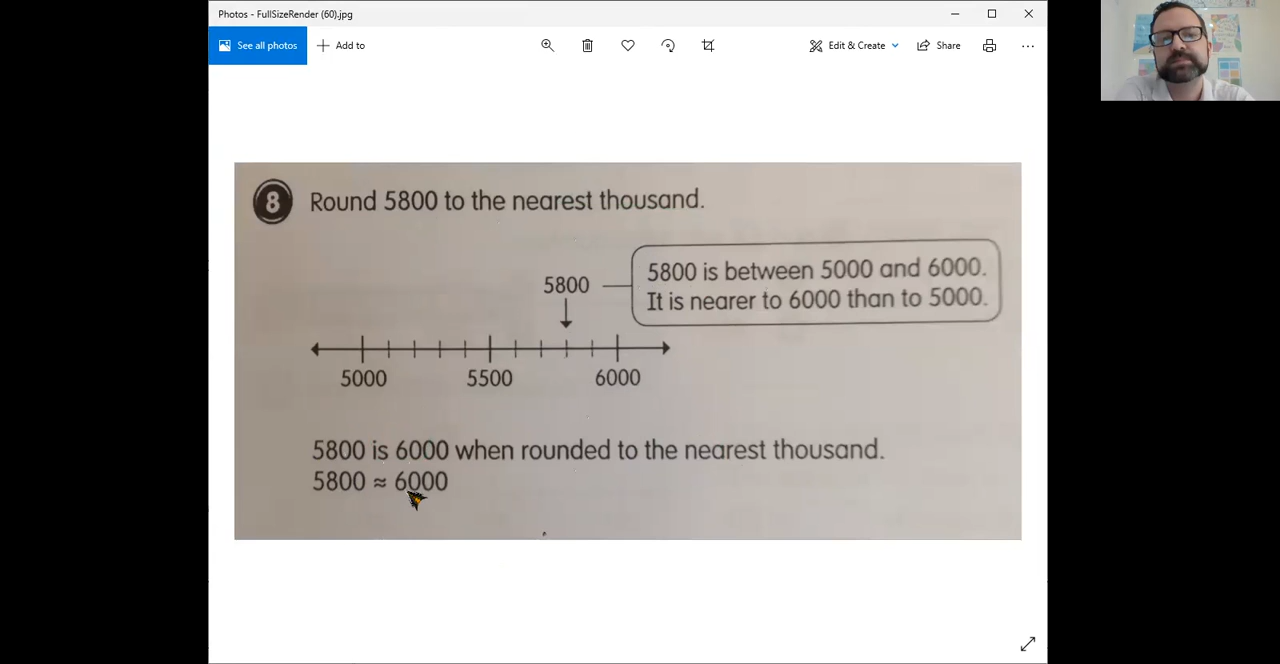 Photos - FullSizeRender (60).jpg
See all photos
Add to
Edit & Create
Share
8 Round 5800 to the nearest thousand.
5800
5800 is between 5000 and 6000.
It is nearer to 6000 than to 5000.
5000 5500 6000
5800 is 6000 when rounded to the nearest thousand.
5800 ≈ 6000